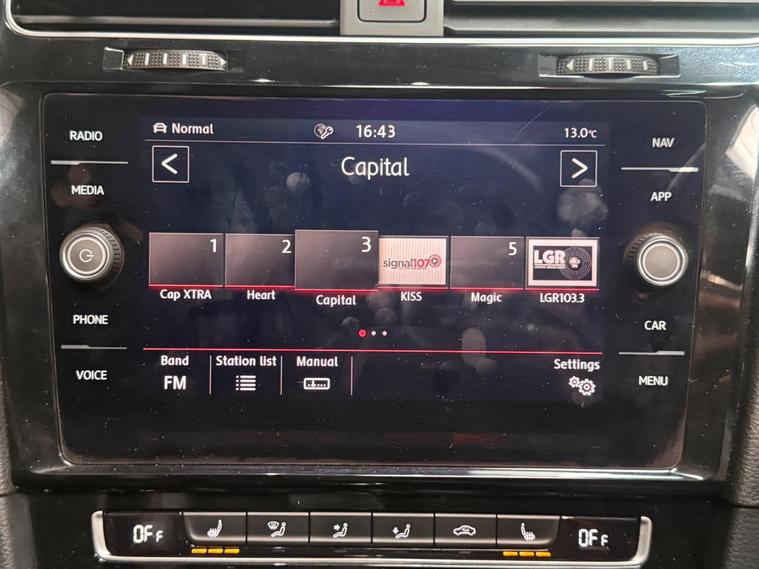 RADIO
MEDIA
PHONE
VOICE
NAV
APP
CAR
MENU
Normal
16:43
13.0°C
<
Capital
>
1
2
3
signal107
5
LGR
Cap XTRA
Heart
Capital
KISS
Magic
LGR103.3
Band
Station list
Manual
Settings
FM
OFF
OFF